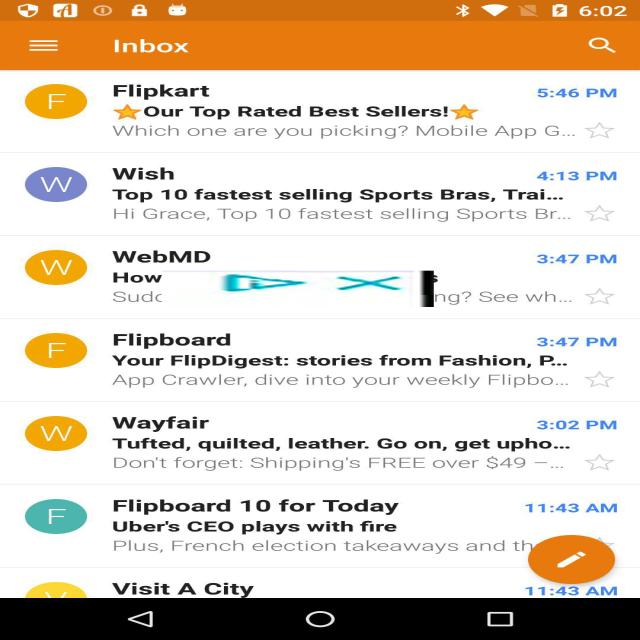 6:02
Inbox
F
Flipkart
5:46 PM
Our Top Rated Best Sellers!
Which one are you picking? Mobile App G...
W
Wish
4:13 PM
Top 10 fastest selling Sports Bras, Trai...
Hi Grace, Top 10 fastest selling Sports Br...
W
WebMD
3:47 PM
How
? See wh...
F
Flipboard
3:47 PM
Your FlipDigest: stories from Fashion, P...
App Crawler, dive into your weekly Flipbo...
W
Wayfair
3:02 PM
Tufted, quilted, leather. Go on, get upho...
Don't forget: Shipping's FREE over $49 –...
F
Flipboard 10 for Today
11:43 AM
Uber's CEO plays with fire
Plus, French election takeaways and th
Visit A City
11:43 AM